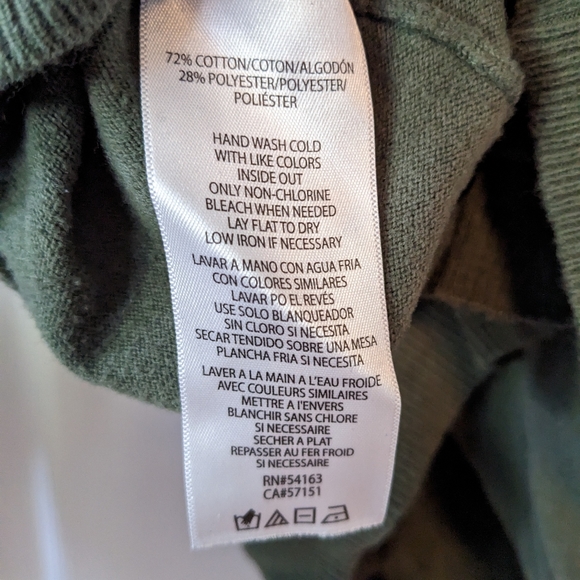 72% COTTON/COTON/ALGODÓN
28% POLYESTER/POLYESTER/
POLIÉSTER
HAND WASH COLD
WITH LIKE COLORS
INSIDE OUT
ONLY NON-CHLORINE
BLEACH WHEN NEEDED
LAY FLAT TO DRY
LOW IRON IF NECESSARY
LAVAR A MANO CON AGUA FRIA
CON COLORES SIMILARES
LAVAR PO EL REVÉS
USE SOLO BLANQUEADOR
SIN CLORO SI NECESITA
SECAR TENDIDO SOBRE UNA MESA
PLANCHA FRIA SI NECESITA
LAVER A LA MAIN A L'EAU FROIDE
AVEC COULEURS SIMILAIRES
METTRE A l'ENVERS
BLANCHIR SANS CHLORE
SI NECESSAIRE
SECHER A PLAT
REPASSER AU FER FROID
SI NECESSAIRE
RN#54163
CA#57151